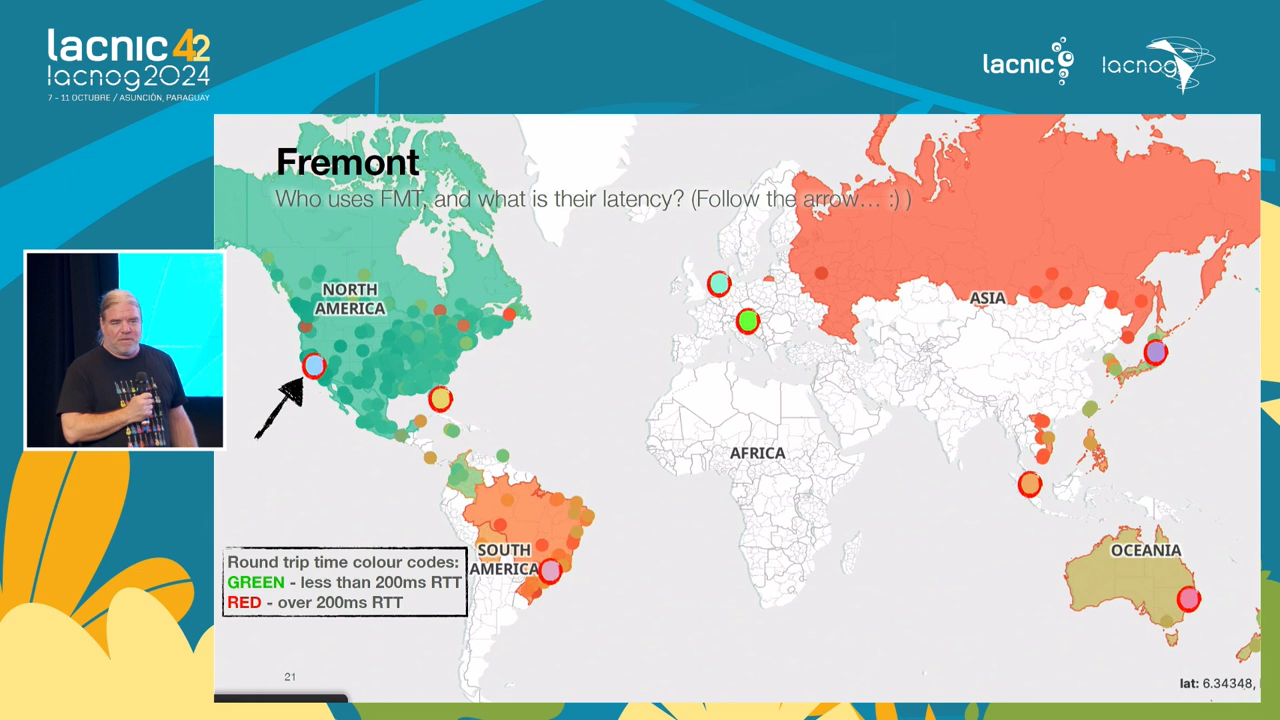 lacnic 42
lacnog2024
7 - 11 OCTUBRE / ASUNCIÓN, PARAGUAY
lacnic
lacnog
Fremont
Who uses FMT, and what is their latency? (Follow the arrow... :) )
NORTH
AMERICA
ASIA
AFRICA
SOUTH
AMERICA
OCEANIA
Round trip time colour codes:
GREEN - less than 200ms RTT
RED - over 200ms RTT
21
lat: 6.34348,